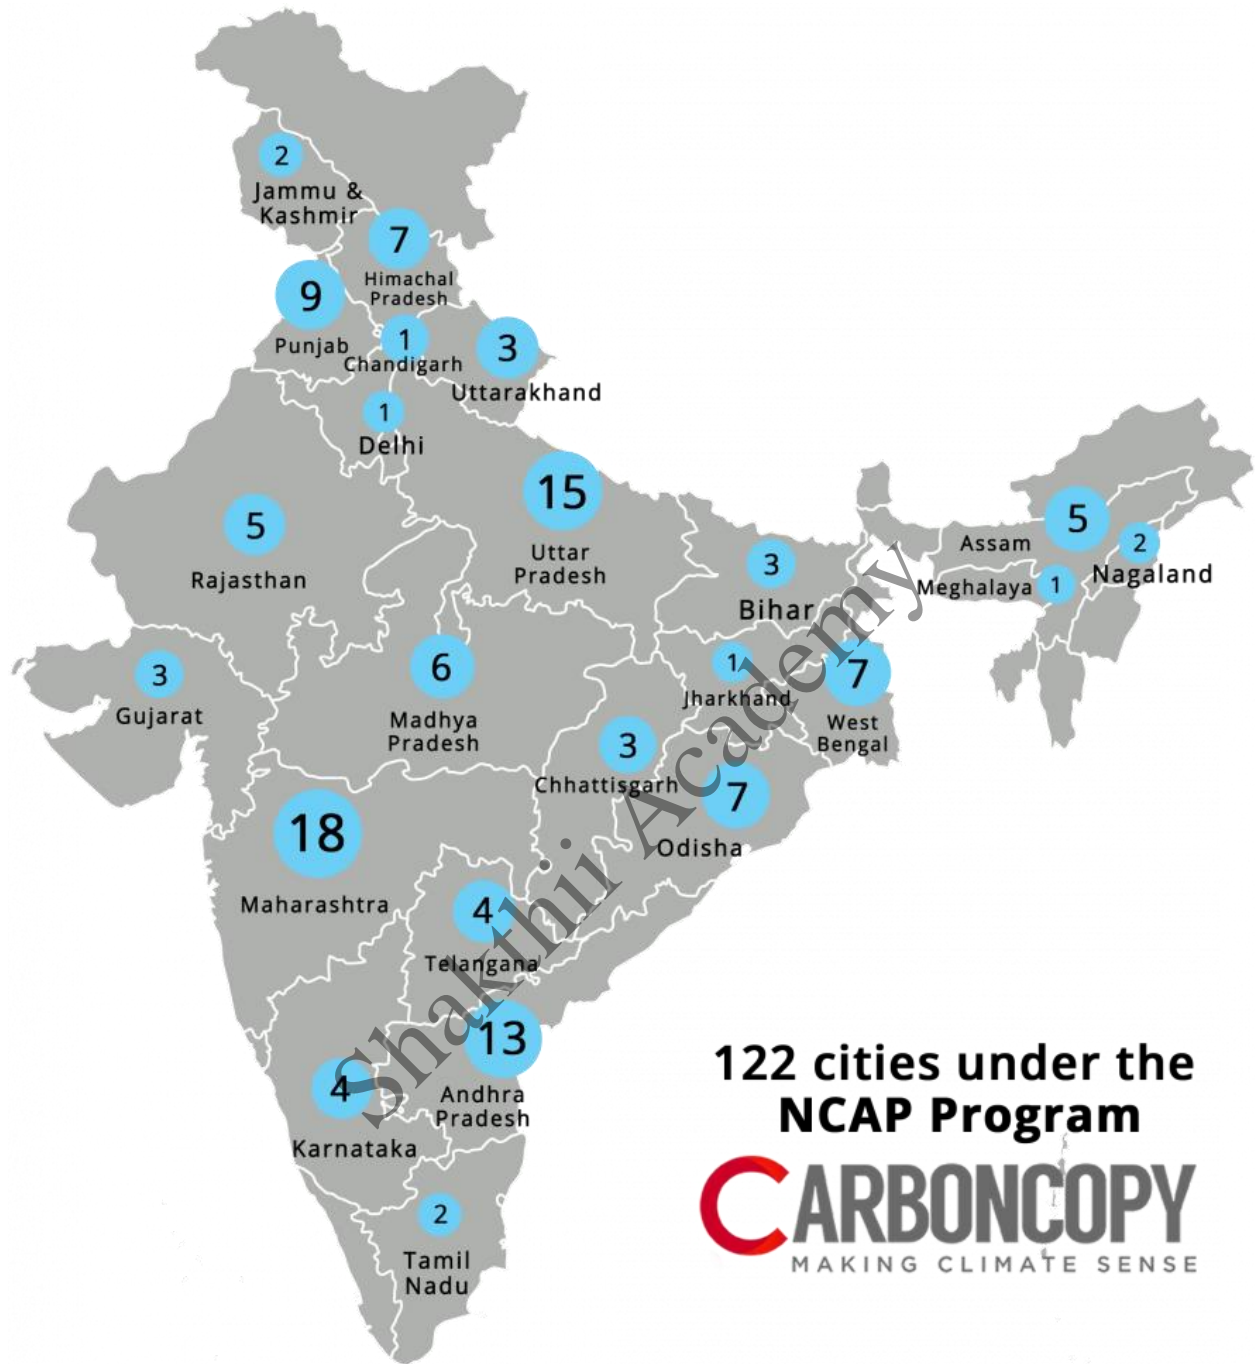 2
Jammu &
Kashmir
7
Himachal
Pradesh
9
Punjab
1
Chandigarh
3
Uttarakhand
1
Delhi
15
Uttar
Pradesh
5
Rajasthan
3
Bihar
5
Assam
2
Nagaland
1
Meghalaya
3
Gujarat
6
Madhya
Pradesh
1
Jharkhand
7
West
Bengal
3
Chhattisgarh
7
Odisha
18
Maharashtra
4
Telangana
13
Andhra
Pradesh
4
Karnataka
2
Tamil
Nadu
Shakthii Academy
122 cities under the
NCAP Program
CARBONCOPY
MAKING CLIMATE SENSE